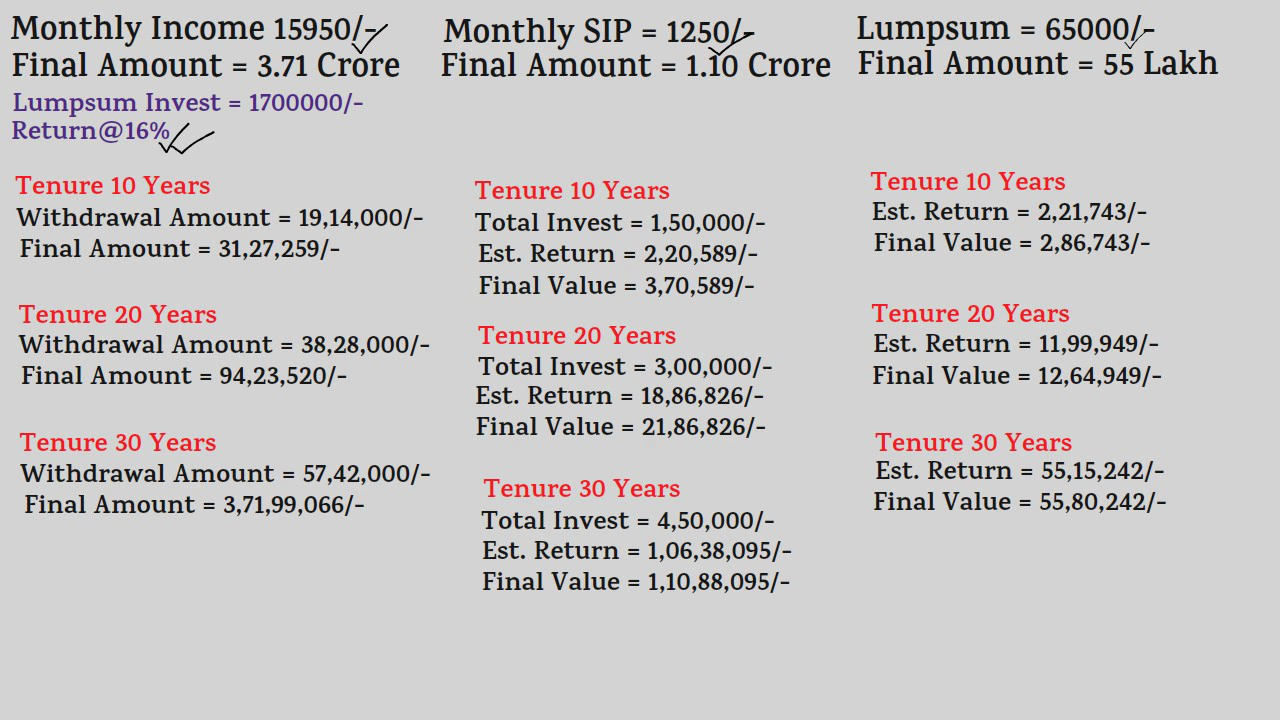 Monthly Income 15950/-
Final Amount = 3.71 Crore
Lumpsum Invest = 1700000/-
Return@16%
Tenure 10 Years
Withdrawal Amount = 19,14,000/-
Final Amount = 31,27,259/-
Tenure 20 Years
Withdrawal Amount = 38,28,000/-
Final Amount = 94,23,520/-
Tenure 30 Years
Withdrawal Amount = 57,42,000/-
Final Amount = 3,71,99,066/-
Monthly SIP = 1250/-
Final Amount = 1.10 Crore
Tenure 10 Years
Total Invest = 1,50,000/-
Est. Return = 2,20,589/-
Final Value = 3,70,589/-
Tenure 20 Years
Total Invest = 3,00,000/-
Est. Return = 18,86,826/-
Final Value = 21,86,826/-
Tenure 30 Years
Total Invest = 4,50,000/-
Est. Return = 1,06,38,095/-
Final Value = 1,10,88,095/-
Lumpsum = 65000/-
Final Amount = 55 Lakh
Tenure 10 Years
Est. Return = 2,21,743/-
Final Value = 2,86,743/-
Tenure 20 Years
Est. Return = 11,99,949/-
Final Value = 12,64,949/-
Tenure 30 Years
Est. Return = 55,15,242/-
Final Value = 55,80,242/-